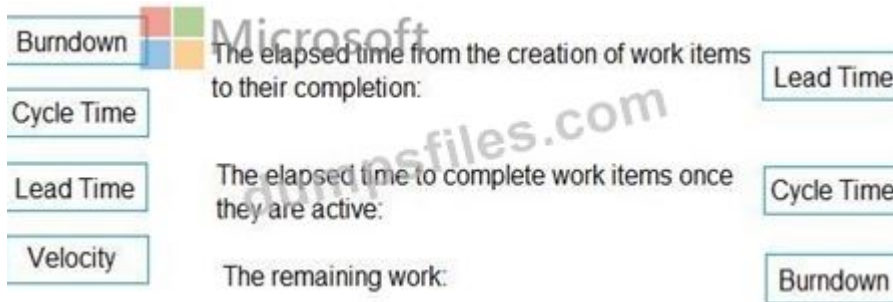 Burndown
Cycle Time
Lead Time
Velocity
Microsoft
The elapsed time from the creation of work items
to their completion:
The elapsed time to complete work items once
they are active:
The remaining work:
Lead Time
Cycle Time
Burndown
dumpsfiles.com